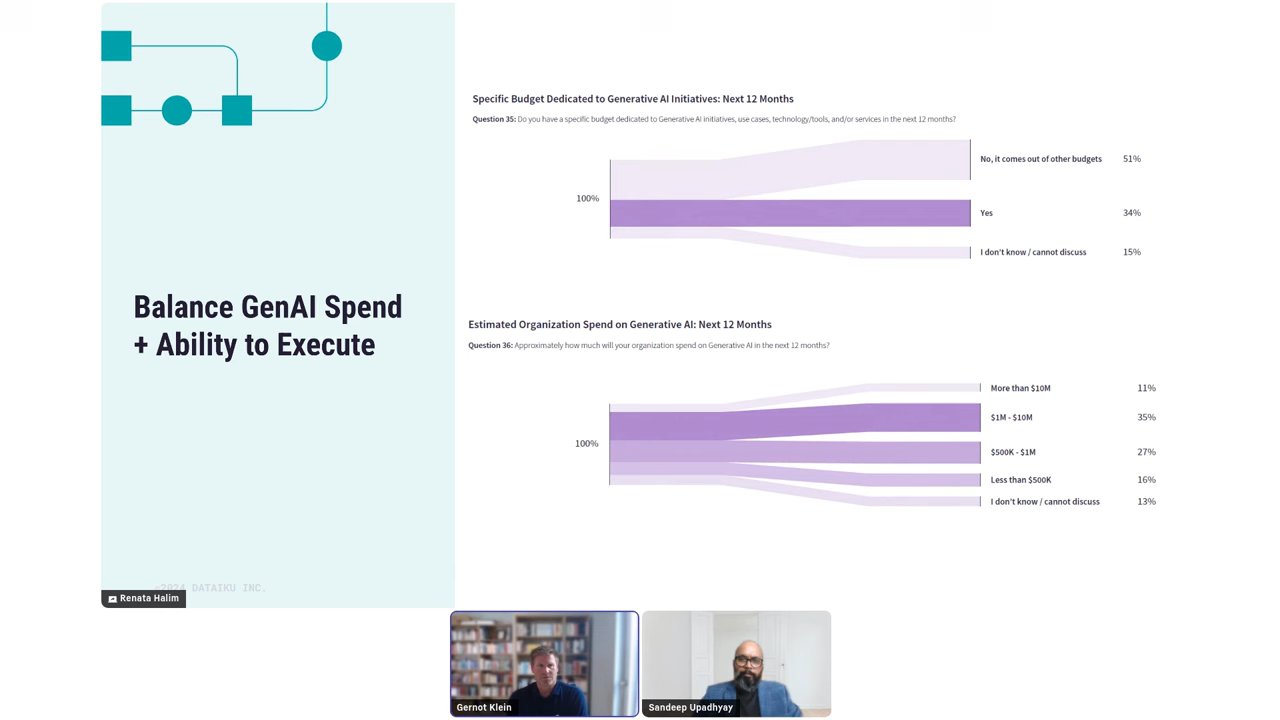 Balance GenAI Spend
+ Ability to Execute
©2024 DATAIKU INC.
Renata Halim
Specific Budget Dedicated to Generative AI Initiatives: Next 12 Months
Question 35: Do you have a specific budget dedicated to Generative AI initiatives, use cases, technology/tools, and/or services in the next 12 months?
100%
No, it comes out of other budgets 51%
Yes 34%
I don't know / cannot discuss 15%
Estimated Organization Spend on Generative AI: Next 12 Months
Question 36: Approximately how much will your organization spend on Generative AI in the next 12 months?
100%
More than $10M 11%
$1M - $10M 35%
$500K - $1M 27%
Less than $500K 16%
I don't know / cannot discuss 13%
Gernot Klein
Sandeep Upadhyay